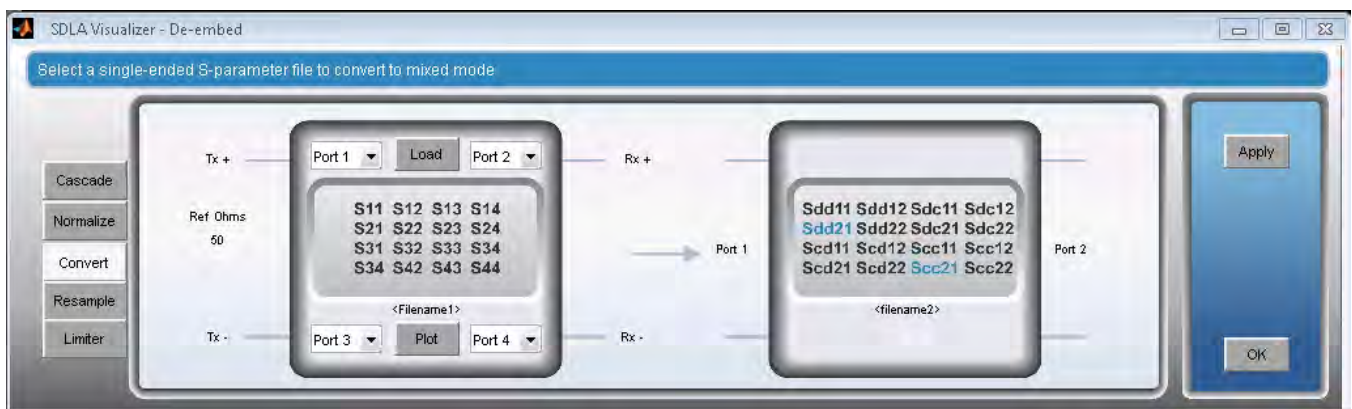 SDLA Visualizer - De-embed
Select a single-ended S-parameter file to convert to mixed mode
Cascade
Normalize
Convert
Resample
Limiter
Tx +
Ref Ohms
50
Tx -
Port 1
Load
Port 2
S11 S12 S13 S14
S21 S22 S23 S24
S31 S32 S33 S34
S34 S42 S43 S44
<Filename1>
Port 3
Plot
Port 4
Rx +
Rx -
Port 1
Sdd11 Sdd12 Sdc11 Sdc12
Sdd21 Sdd22 Sdc21 Sdc22
Scd11 Scd12 Scc11 Scc12
Scd21 Scd22 Scc21 Scc22
<filename2>
Port 2
Apply
OK